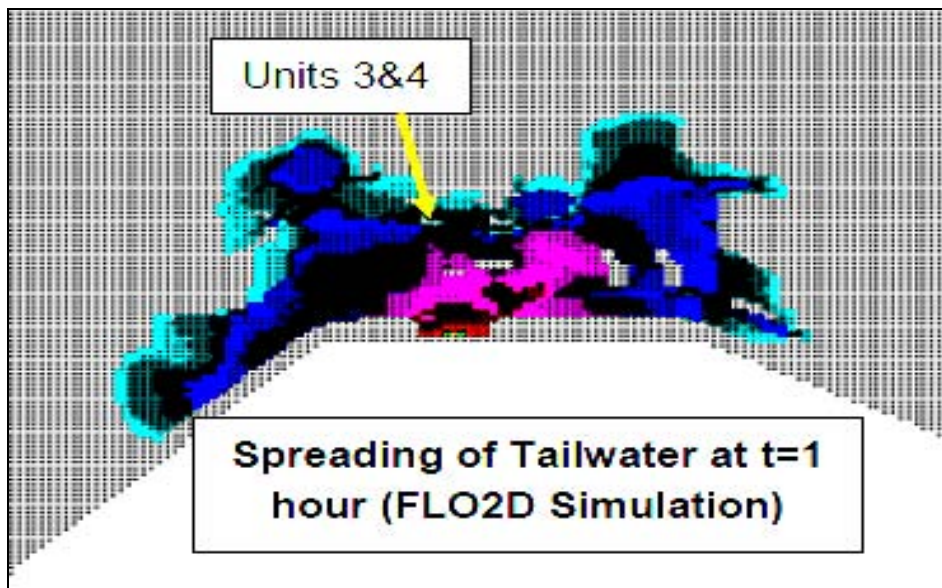 Units 3&4
Spreading of Tailwater at t=1
hour (FLO2D Simulation)